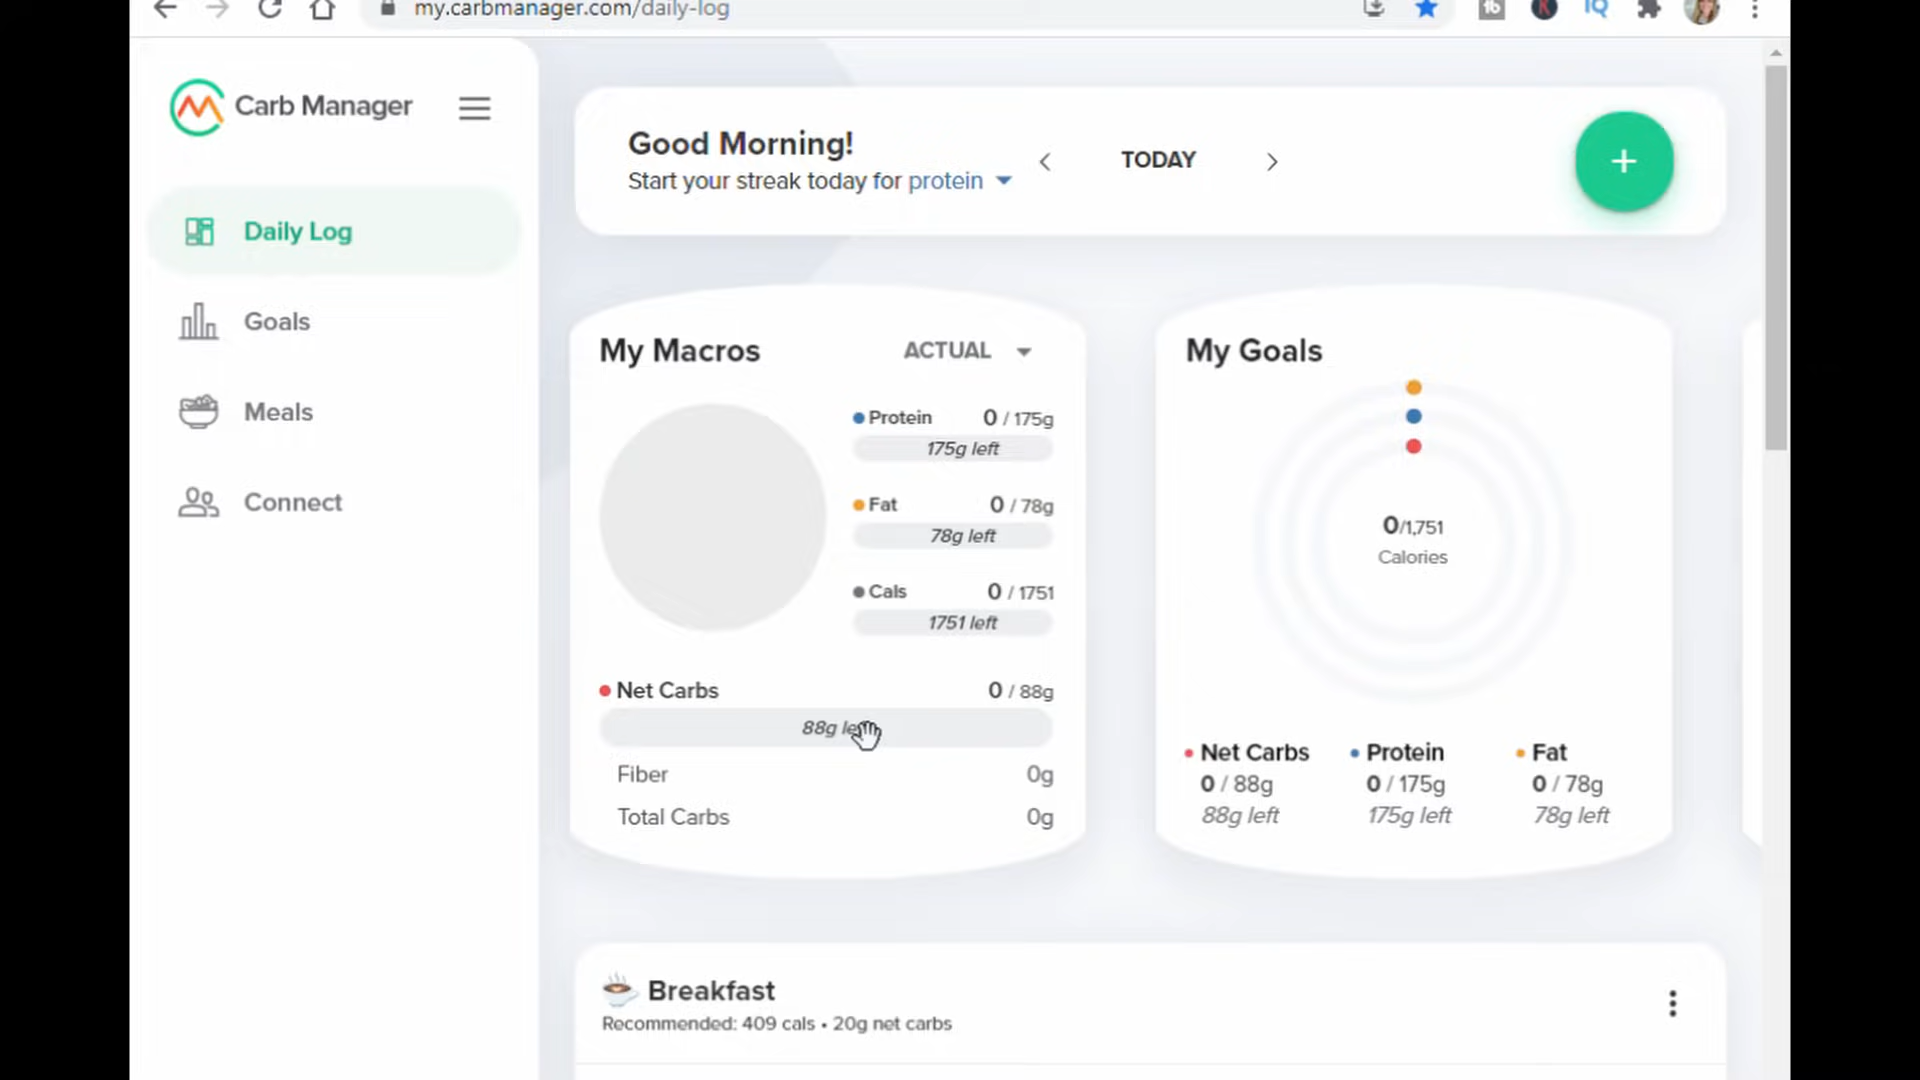 my.carbmanager.com/daily-log
Carb Manager
Daily Log
Goals
Meals
Connect
Good Morning!
Start your streak today for protein
TODAY
+
My Macros
ACTUAL
Protein 0 / 175g
175g left
Fat 0 / 78g
78g left
Cals 0 / 1751
1751 left
Net Carbs 0 / 88g
88g
Fiber 0g
Total Carbs 0g
My Goals
0/1,751
Calories
Net Carbs Protein Fat
0 / 88g 0 / 175g 0 / 78g
88g left 175g left 78g left
Breakfast
Recommended: 409 cals • 20g net carbs
tb
K
IQ